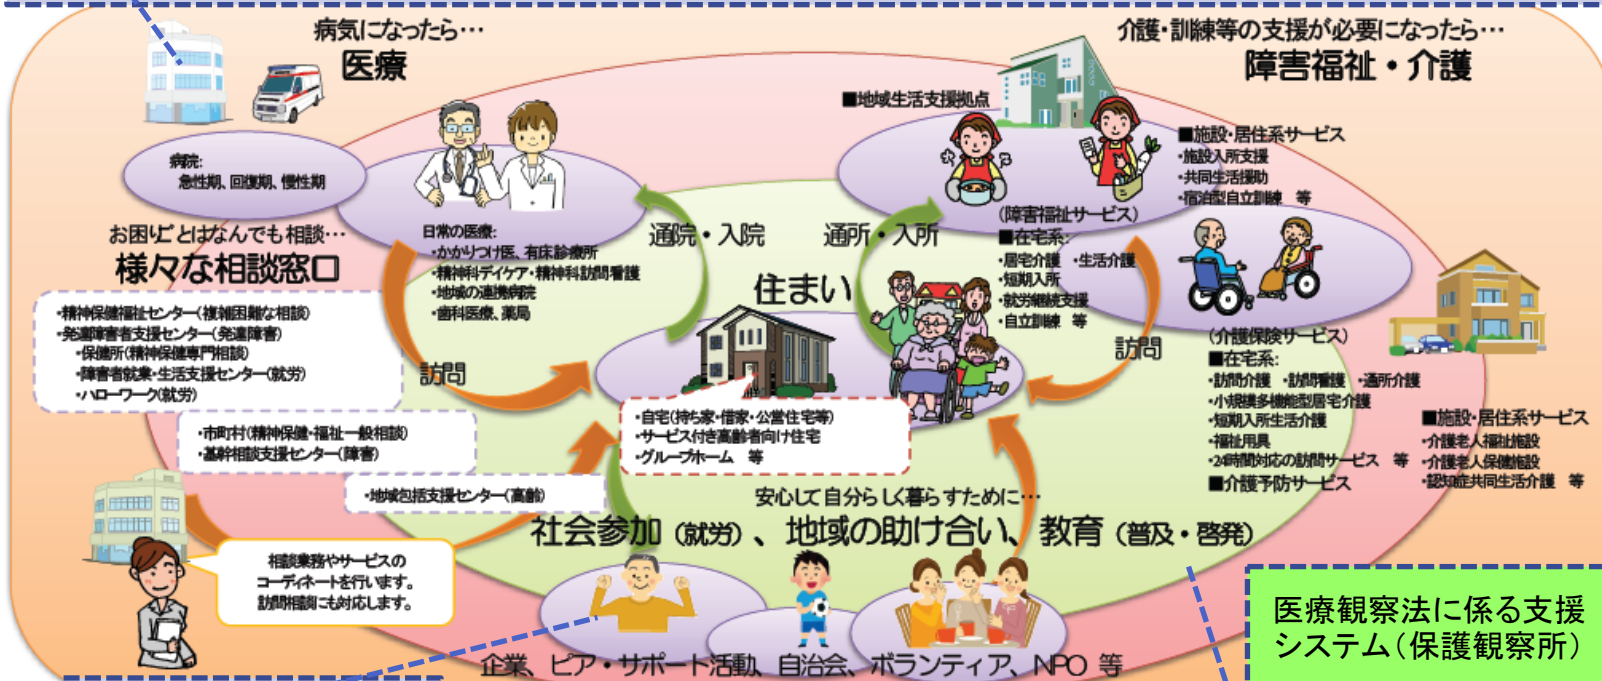 病気になったら…
医療
介護・訓練等の支援が必要になったら…
障害福祉・介護
病院:
急性期、回復期、慢性期
日常の医療:
・かかりつけ医、有床診療所
・精神科デイケア・精神科訪問看護
・地域の連携病院
・歯科医療、薬局
お困りごとはなんでも相談…
様々な相談窓口
・精神保健福祉センター(複雑困難な相談)
・発達障害者支援センター(発達障害)
・保健所(精神保健専門相談)
・障害者就業・生活支援センター(就労)
・ハローワーク(就労)
・市町村(精神保健・福祉一般相談)
・基幹相談支援センター(障害)
・地域包括支援センター(高齢)
相談業務やサービスの
コーディネートを行います。
訪問相談にも対応します。
通院・入院
通所・入所
訪問
訪問
住まい
・自宅(持ち家・借家・公営住宅等)
・サービス付き高齢者向け住宅
・グループホーム 等
■地域生活支援拠点
■施設・居住系サービス
・施設入所支援
・共同生活援助
・宿泊型自立訓練 等
(障害福祉サービス)
■在宅系:
・居宅介護 ・生活介護
・短期入所
・就労継続支援
・自立訓練 等
(介護保険サービス)
■在宅系:
・訪問介護 ・訪問看護 ・通所介護
・小規模多機能型居宅介護
・短期入所生活介護
・福祉用具
・24時間対応の訪問サービス 等
■介護予防サービス
■施設・居住系サービス
・介護老人福祉施設
・介護老人保健施設
・認知症共同生活介護 等
安心して自分らしく暮らすために…
社会参加(就労)、地域の助け合い、教育(普及・啓発)
企業、ピア・サポート活動、自治会、ボランティア、NPO 等
医療観察法に係る支援
システム(保護観察所)